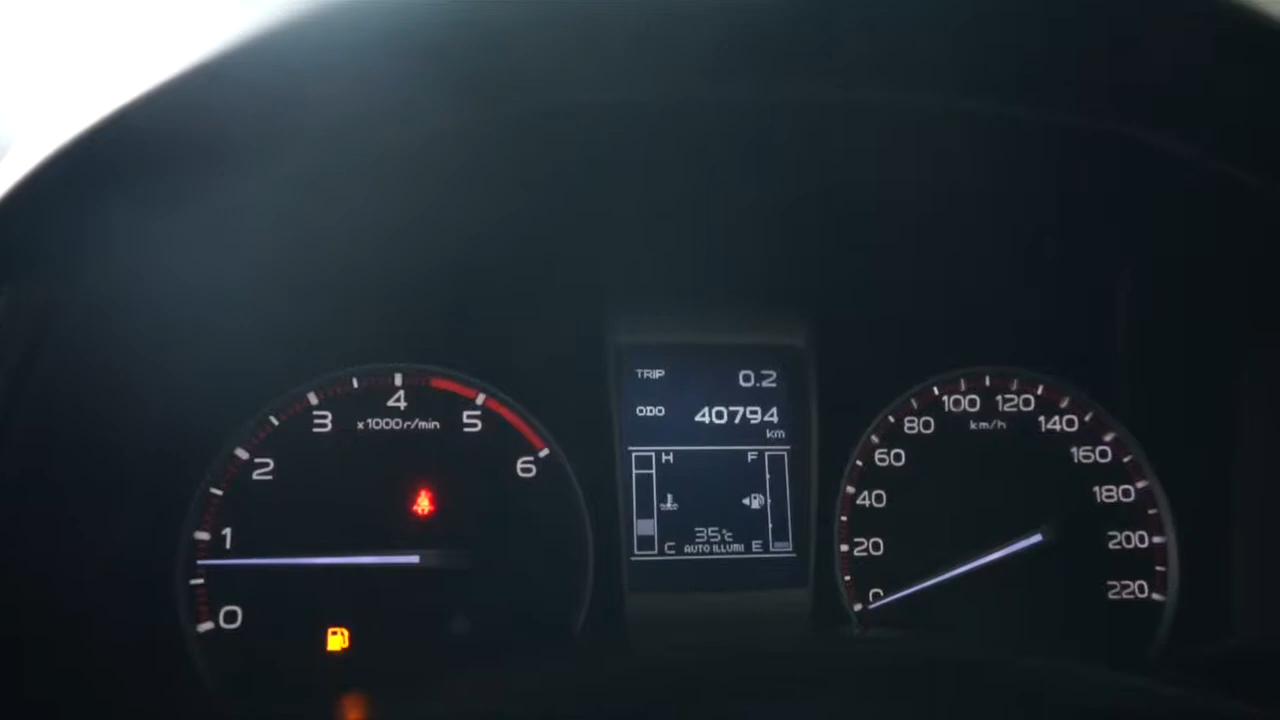 TRIP 0.2
ODO 40794
km
H F
35℃
C AUTO ILLUMI E
0 1 2 3 4 5 6
x1000r/min
0 20 40 60 80 100 120 140 160 180 200 220
km/h